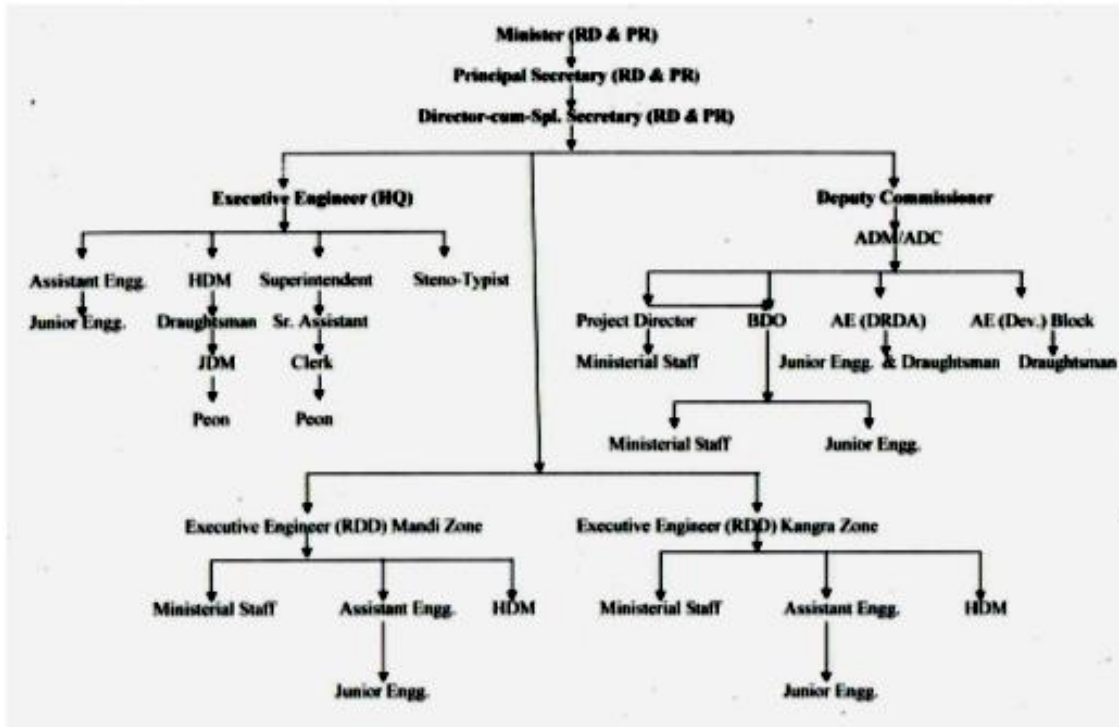 Minister (RD & PR)
Principal Secretary (RD & PR)
Director-cum-Spl. Secretary (RD & PR)
Executive Engineer (HQ)
Deputy Commissioner
ADM/ADC
Assistant Engg.
HDM
Superintendent
Steno-Typist
Junior Engg.
Draughtsman
Sr. Assistant
Project Director
BDO
AE (DRDA)
AE (Dev.) Block
JDM
Clerk
Ministerial Staff
Junior Engg. & Draughtsman
Draughtsman
Peon
Peon
Ministerial Staff
Junior Engg.
Executive Engineer (RDD) Mandi Zone
Executive Engineer (RDD) Kangra Zone
Ministerial Staff
Assistant Engg.
HDM
Ministerial Staff
Assistant Engg.
HDM
Junior Engg.
Junior Engg.